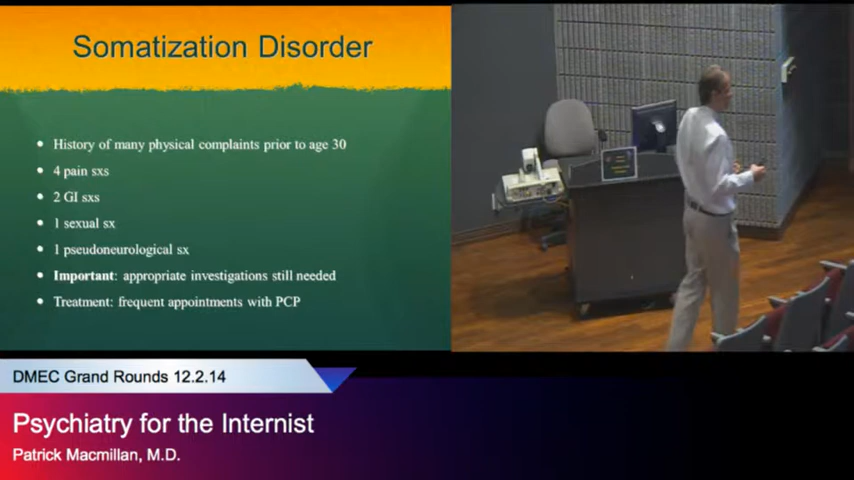 Somatization Disorder
• History of many physical complaints prior to age 30
• 4 pain sxs
• 2 GI sxs
• 1 sexual sx
• 1 pseudoneurological sx
• Important: appropriate investigations still needed
• Treatment: frequent appointments with PCP
DMEC Grand Rounds 12.2.14
Psychiatry for the Internist
Patrick Macmillan, M.D.